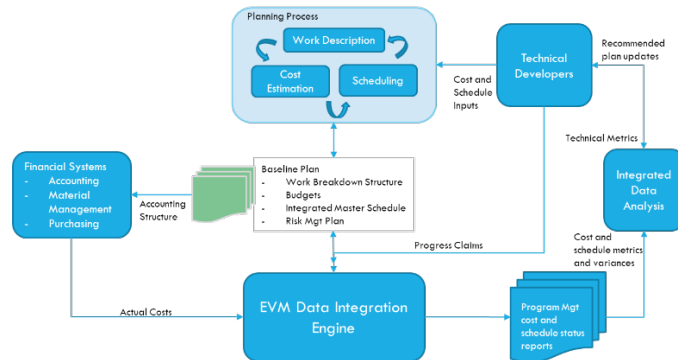 Planning Process
Work Description
Cost
Estimation
Scheduling
Technical
Developers
Recommended
plan updates
Cost and
Schedule
Inputs
Technical Metrics
Financial Systems
- Accounting
- Material
Management
- Purchasing
Accounting
Structure
Baseline Plan
- Work Breakdown Structure
- Budgets
- Integrated Master Schedule
- Risk Mgt Plan
Integrated
Data
Analysis
Progress Claims
Cost and
schedule metrics
and variances
Actual Costs
EVM Data Integration
Engine
Program Mgt
cost and
schedule status
reports